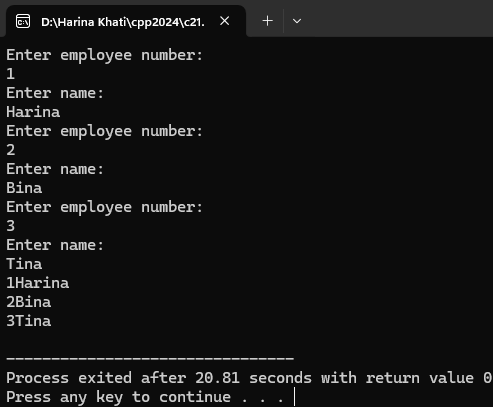 D:\Harina Khati\cpp2024\c21.
Enter employee number:
1
Enter name:
Harina
Enter employee number:
2
Enter name:
Bina
Enter employee number:
3
Enter name:
Tina
1Harina
2Bina
3Tina
--------------------------------
Process exited after 20.81 seconds with return value 0
Press any key to continue . . .